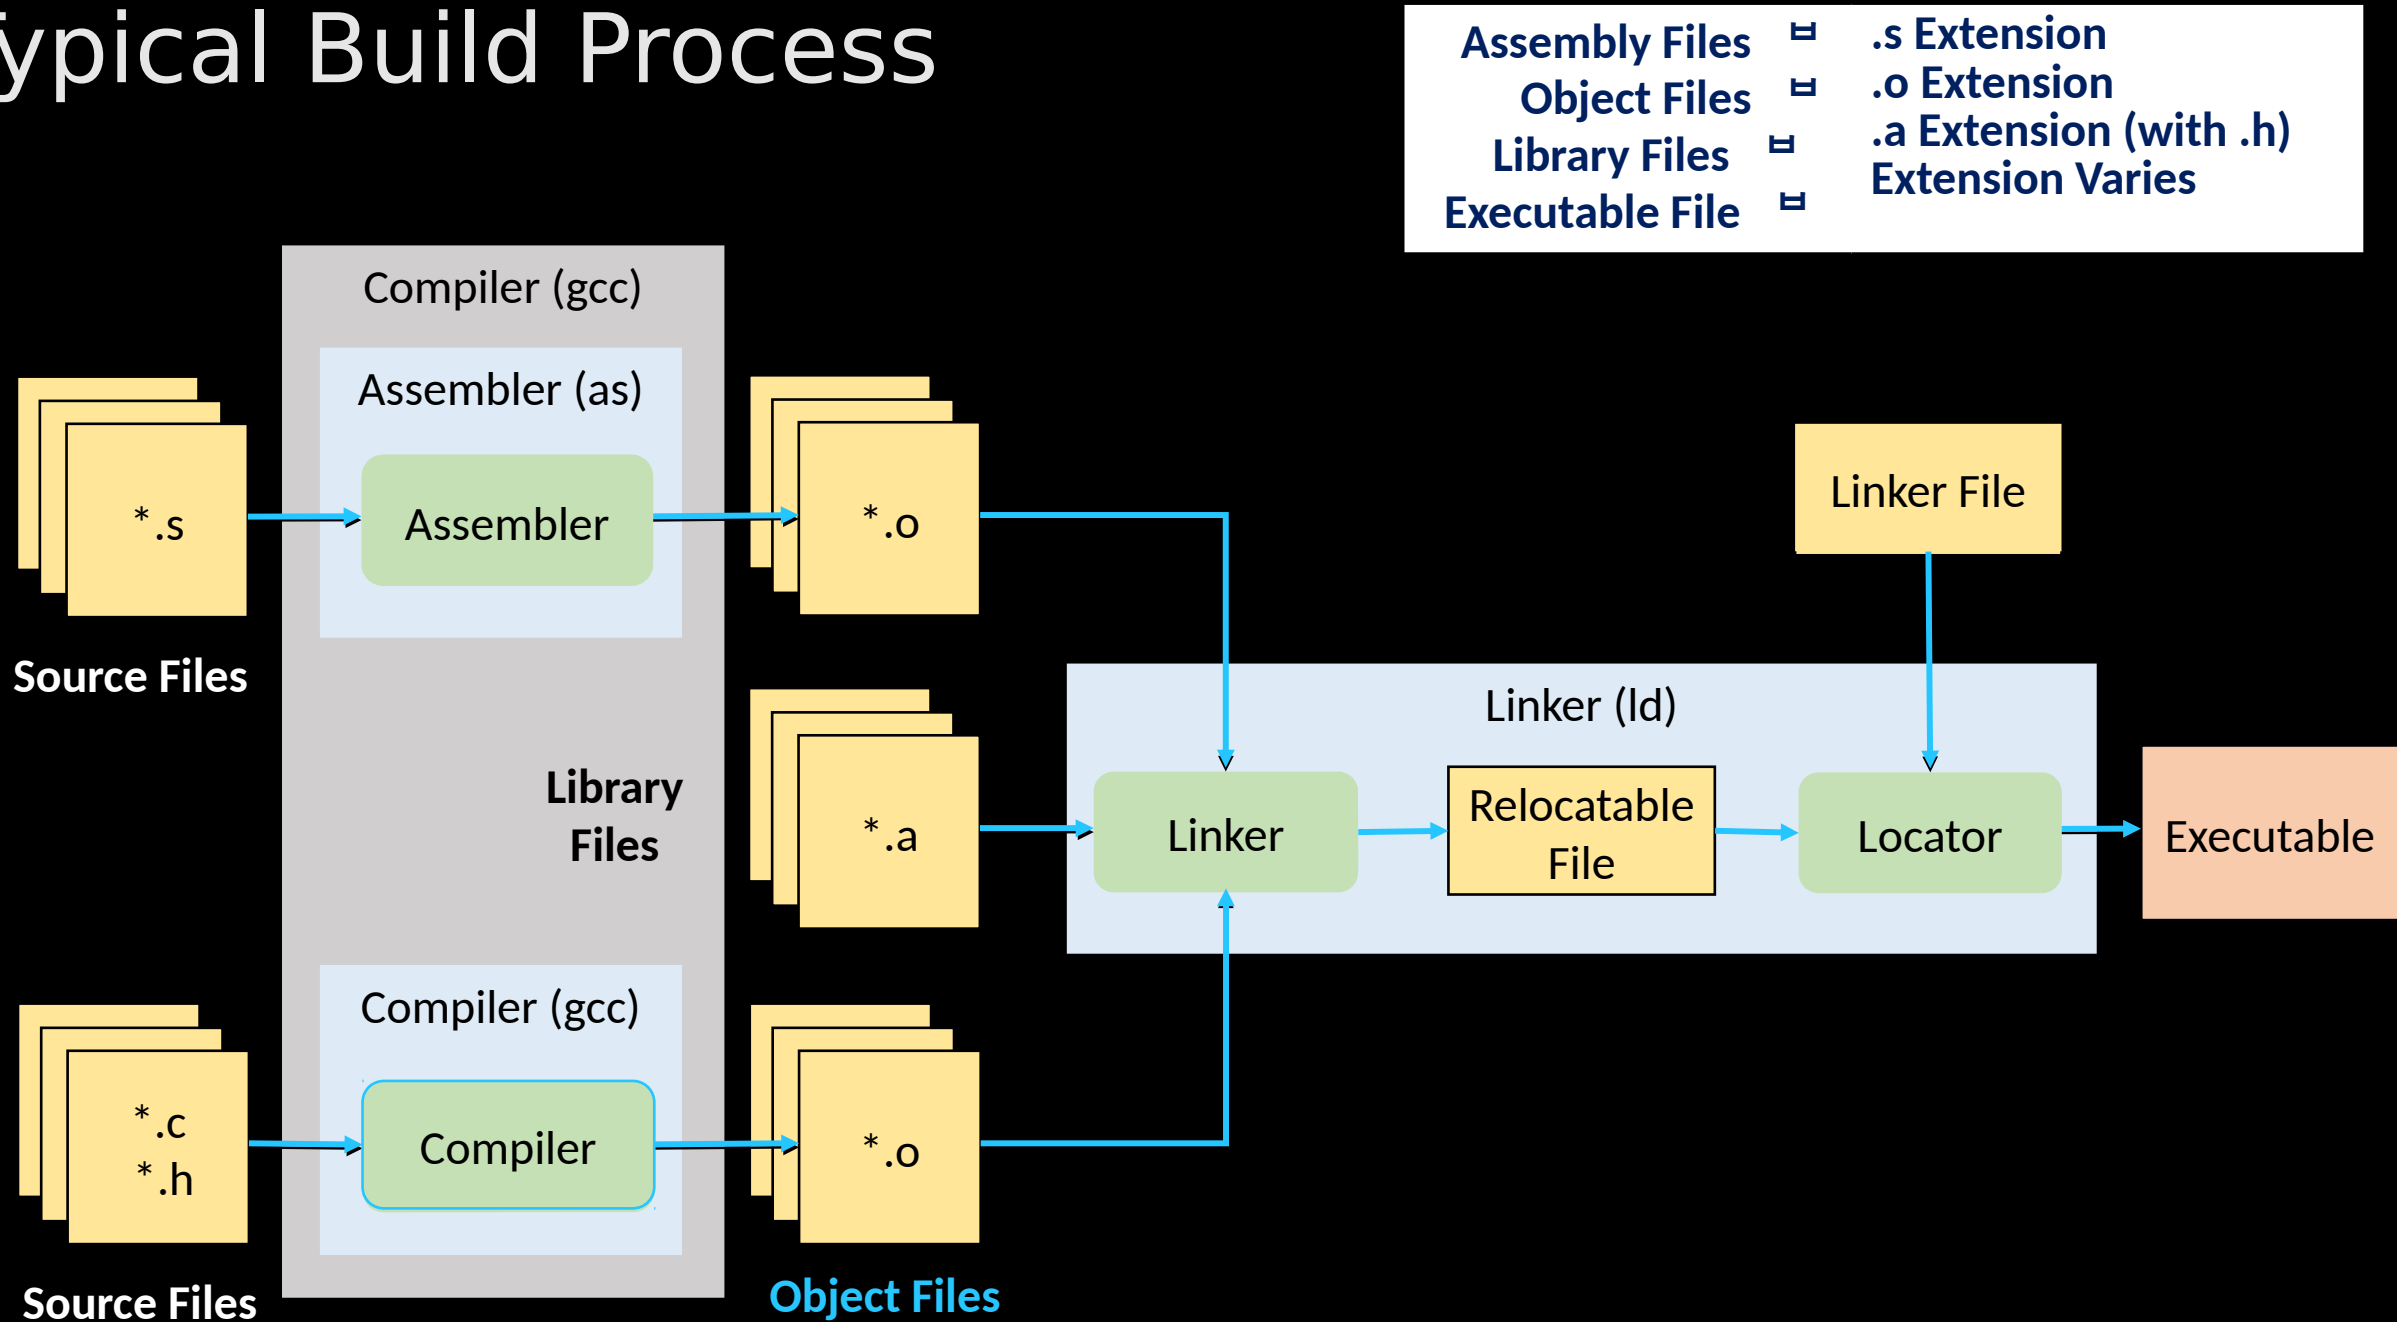 ypical Build Process
Assembly Files
Object Files
Library Files
Executable File
.s Extension
.o Extension
.a Extension (with .h)
Extension Varies
Compiler (gcc)
Assembler (as)
*.s
Assembler
*.o
Source Files
Linker File
Library
Files
*.a
Linker (ld)
Linker
Relocatable
File
Locator
Executable
Compiler (gcc)
*.c
*.h
Compiler
*.o
Source Files
Object Files